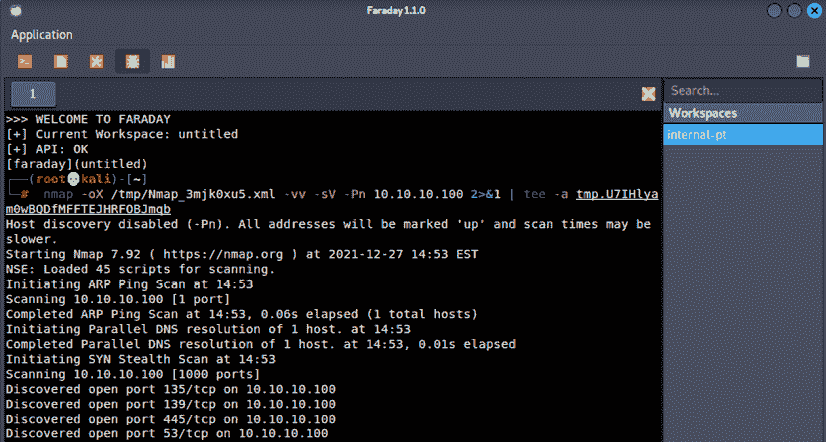 Faraday1.1.0
Application
1
Search...
Workspaces
internal-pt
>>> WELCOME TO FARADAY
[+] Current Workspace: untitled
[+] API: OK
[faraday](untitled)
(root💀kali)-[~]
# nmap -oX /tmp/Nmap_3mjk0xu5.xml -vv -sV -Pn 10.10.10.100 2>&1 | tee -a tmp.U7IHlya
m0wBQDfMFFTEJHRFOBJmqb
Host discovery disabled (-Pn). All addresses will be marked 'up' and scan times may be
slower.
Starting Nmap 7.92 ( https://nmap.org ) at 2021-12-27 14:53 EST
NSE: Loaded 45 scripts for scanning.
Initiating ARP Ping Scan at 14:53
Scanning 10.10.10.100 [1 port]
Completed ARP Ping Scan at 14:53, 0.06s elapsed (1 total hosts)
Initiating Parallel DNS resolution of 1 host. at 14:53
Completed Parallel DNS resolution of 1 host. at 14:53, 0.01s elapsed
Initiating SYN Stealth Scan at 14:53
Scanning 10.10.10.100 [1000 ports]
Discovered open port 135/tcp on 10.10.10.100
Discovered open port 139/tcp on 10.10.10.100
Discovered open port 445/tcp on 10.10.10.100
Discovered open port 53/tcp on 10.10.10.100